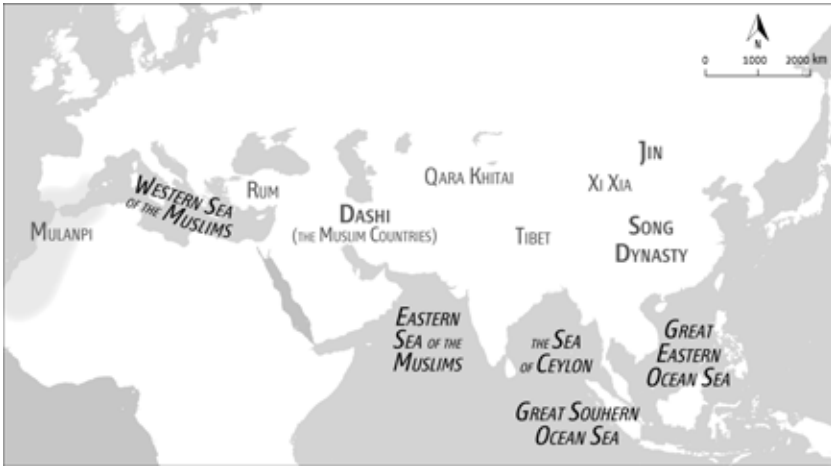 N
0 1000 2000 km
JIN
QARA KHITAI
XI XIA
WESTERN SEA
OF THE MUSLIMS
RUM
DASHI
(THE MUSLIM COUNTRIES)
MULANPI
TIBET
SONG
DYNASTY
EASTERN
SEA OF THE
MUSLIMS
THE SEA
OF CEYLON
GREAT
EASTERN
OCEAN SEA
GREAT SOUHERN
OCEAN SEA